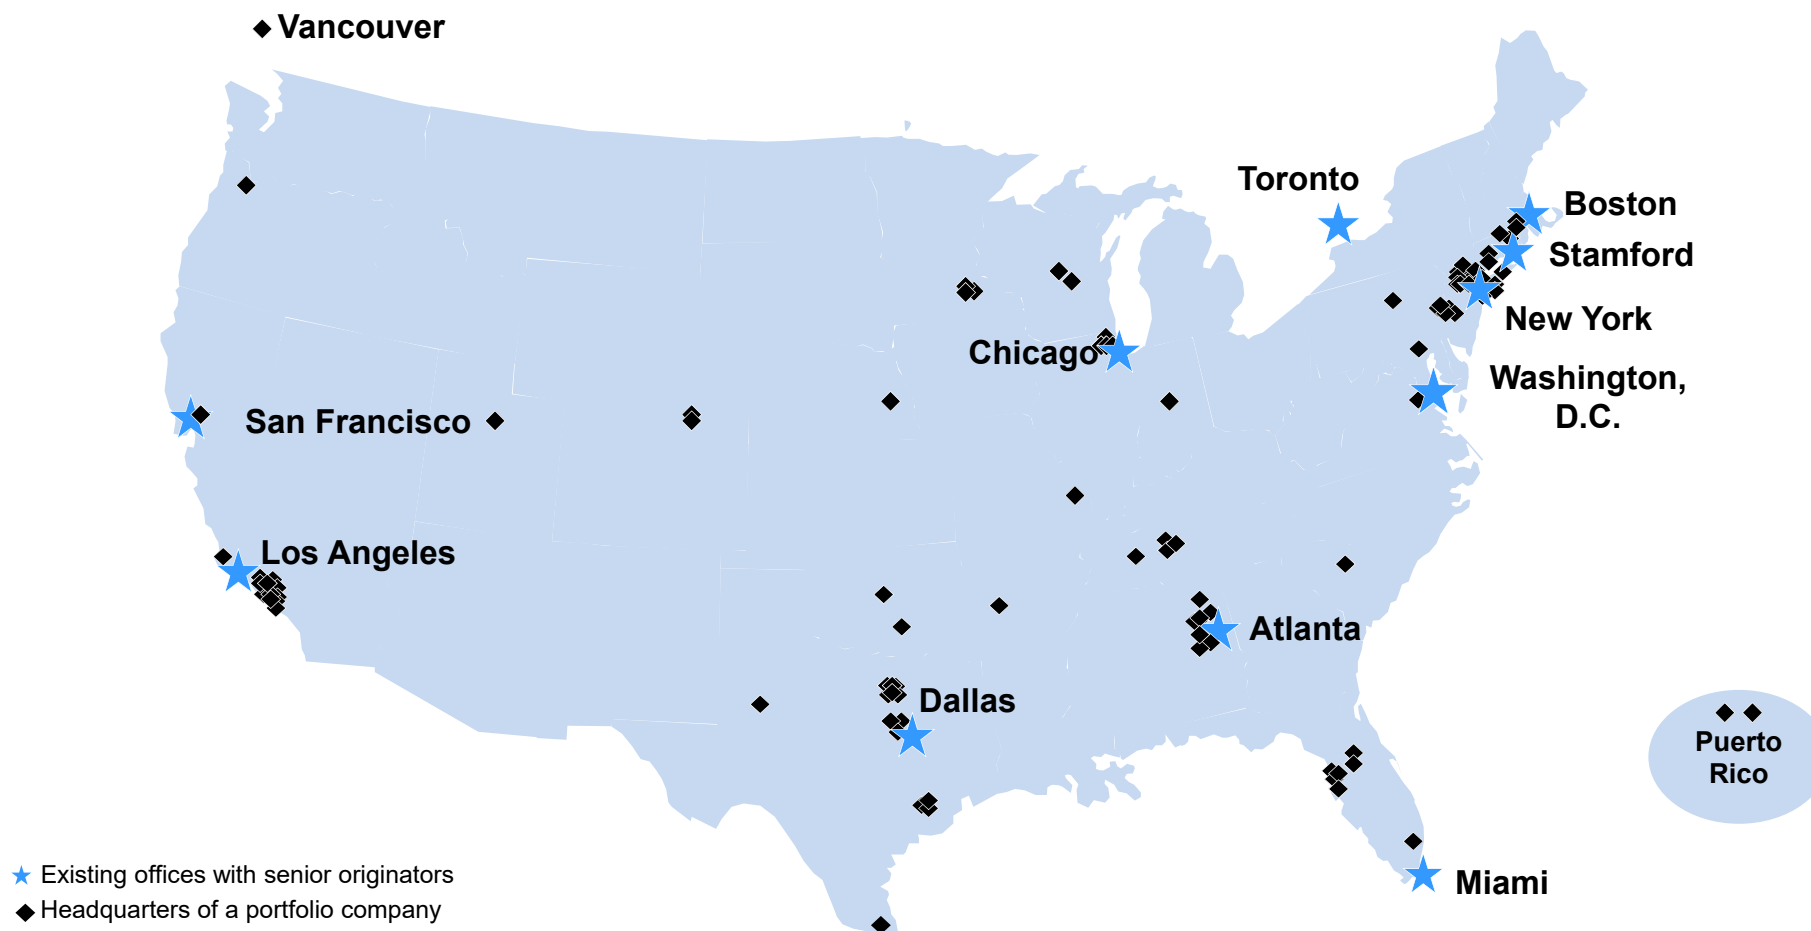 Vancouver
Toronto
Boston
Stamford
New York
Chicago
Washington,
D.C.
San Francisco
Los Angeles
Atlanta
Dallas
Puerto
Rico
Existing offices with senior originators
Miami
Headquarters of a portfolio company